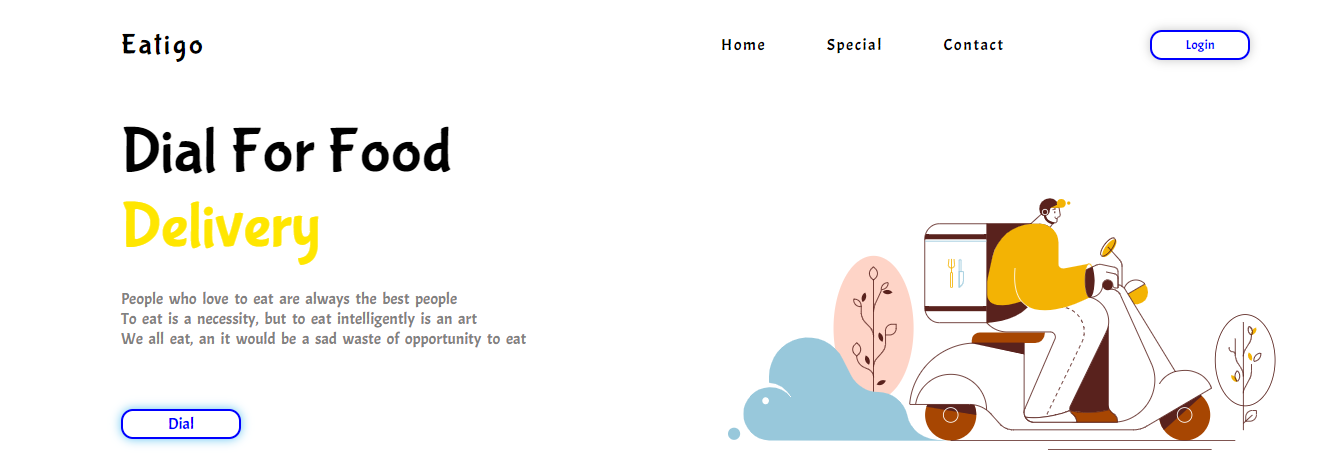 Eatigo
Home Special Contact Login
Dial For Food
Delivery
People who love to eat are always the best people
To eat is a necessity, but to eat intelligently is an art
We all eat, an it would be a sad waste of opportunity to eat
Dial